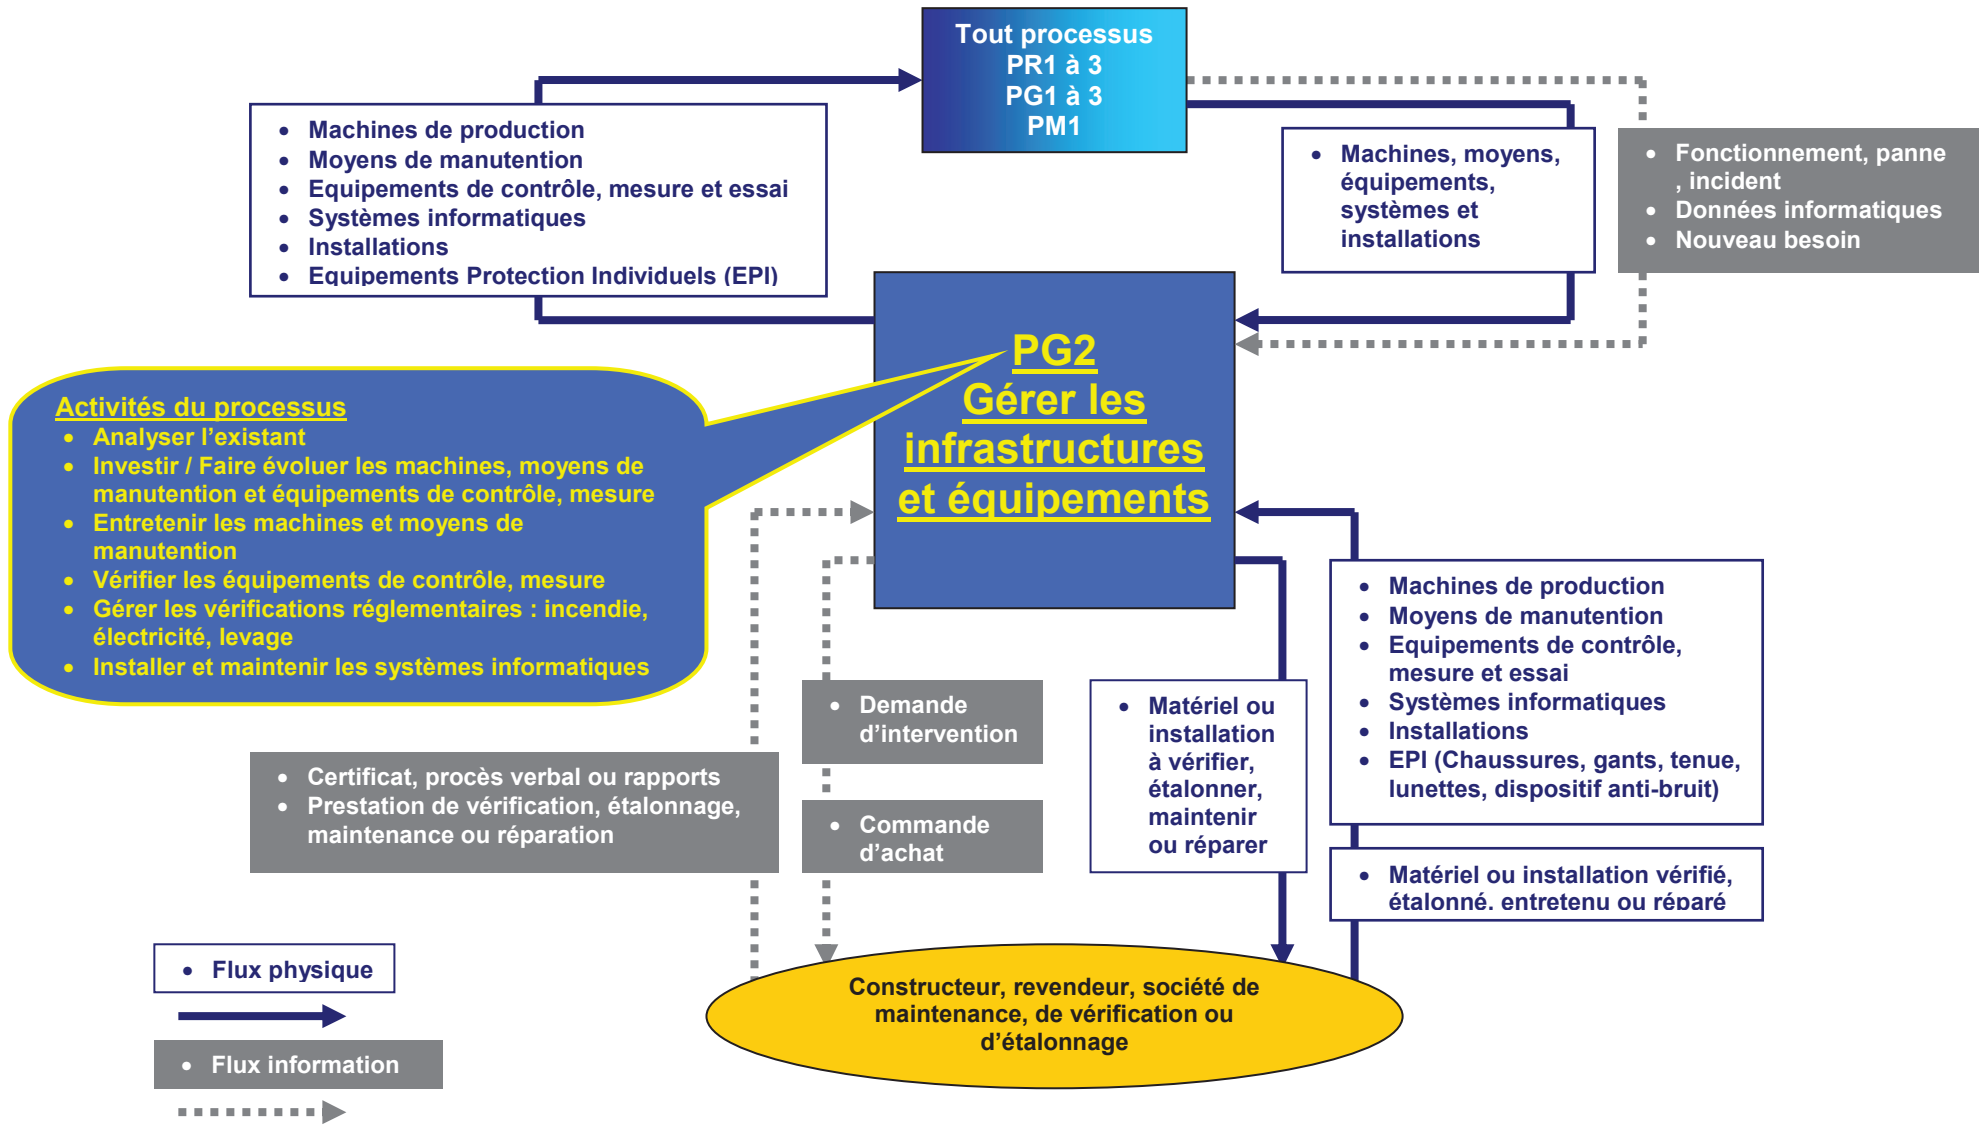 Tout processus
PR1 à 3
PG1 à 3
PM1
• Machines de production
• Moyens de manutention
• Equipements de contrôle, mesure et essai
• Systèmes informatiques
• Installations
• Equipements Protection Individuels (EPI)
• Machines, moyens,
équipements,
systèmes et
installations
• Fonctionnement, panne
, incident
• Données informatiques
• Nouveau besoin
PG2
Gérer les
infrastructures
et équipements
Activités du processus
• Analyser l’existant
• Investir / Faire évoluer les machines, moyens de
manutention et équipements de contrôle, mesure
• Entretenir les machines et moyens de
manutention
• Vérifier les équipements de contrôle, mesure
• Gérer les vérifications réglementaires : incendie,
électricité, levage
• Installer et maintenir les systèmes informatiques
• Certificat, procès verbal ou rapports
• Prestation de vérification, étalonnage,
maintenance ou réparation
• Demande
d’intervention
• Commande
d’achat
• Matériel ou
installation
à vérifier,
étalonner,
maintenir
ou réparer
• Machines de production
• Moyens de manutention
• Equipements de contrôle,
mesure et essai
• Systèmes informatiques
• Installations
• EPI (Chaussures, gants, tenue,
lunettes, dispositif anti-bruit)
• Matériel ou installation vérifié,
étalonné, entretenu ou réparé
• Flux physique
• Flux information
Constructeur, revendeur, société de
maintenance, de vérification ou
d’étalonnage